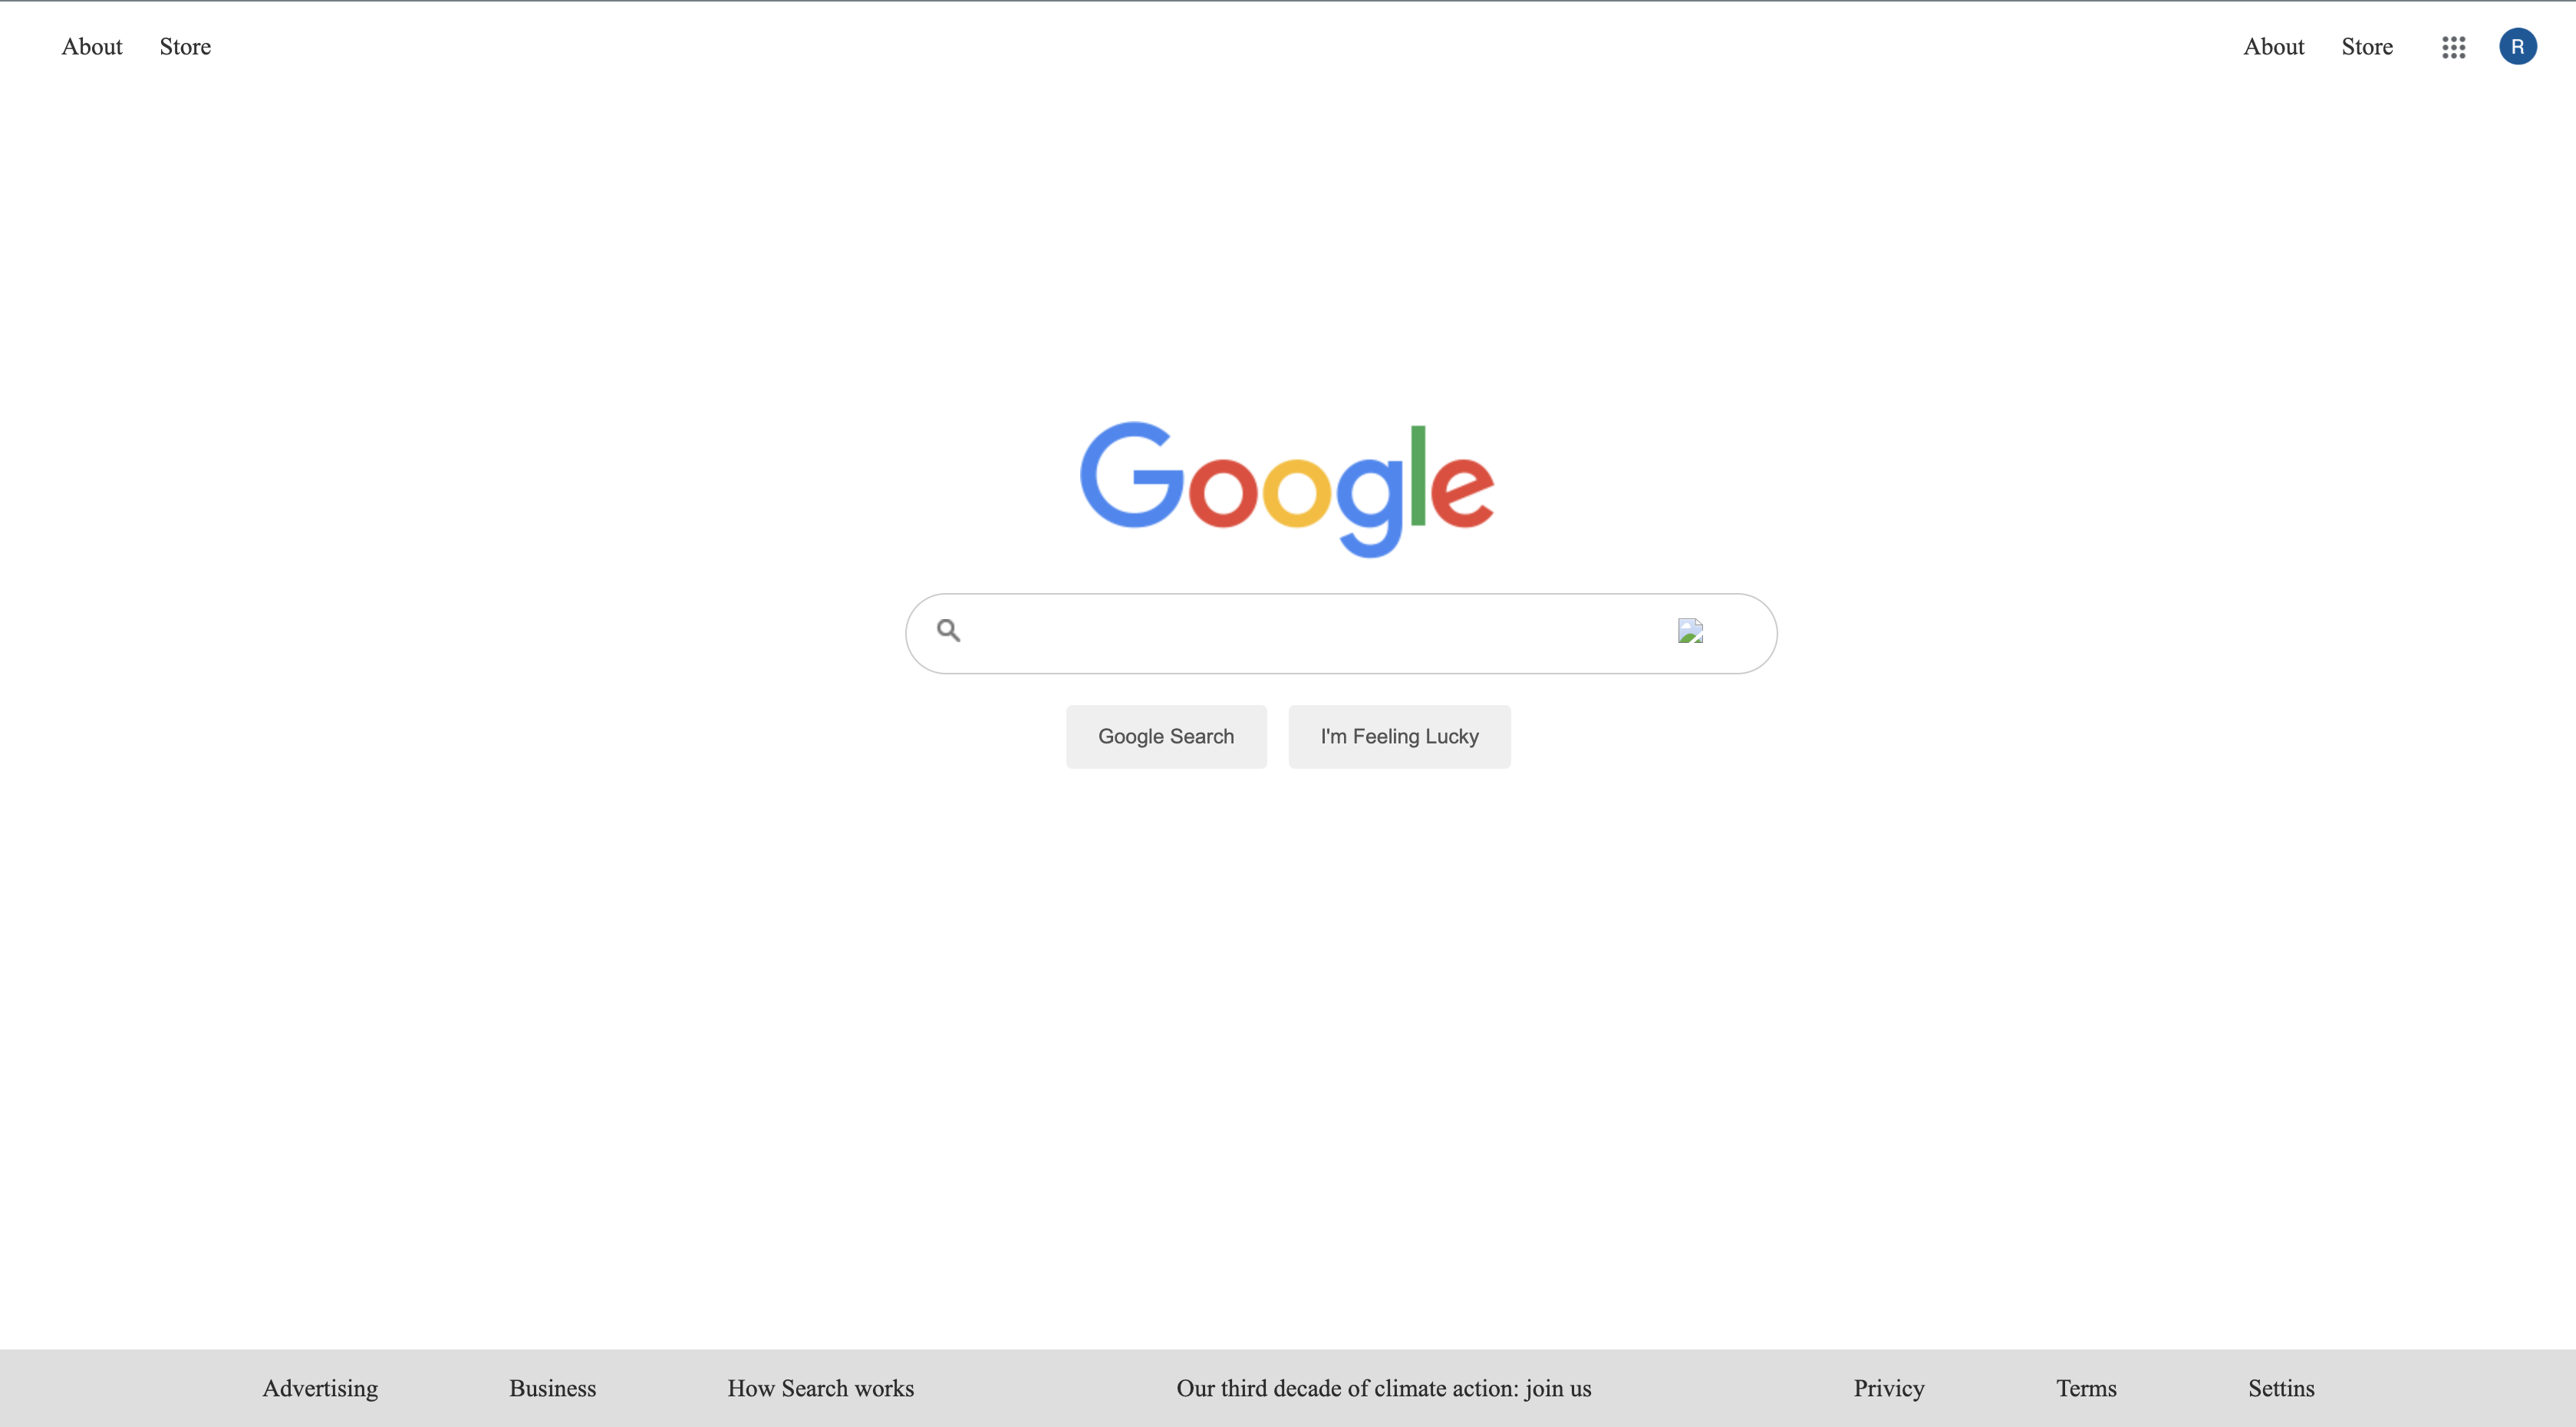 About Store About Store R
Google
Google Search I'm Feeling Lucky
Advertising Business How Search works Our third decade of climate action: join us Privicy Terms Settins